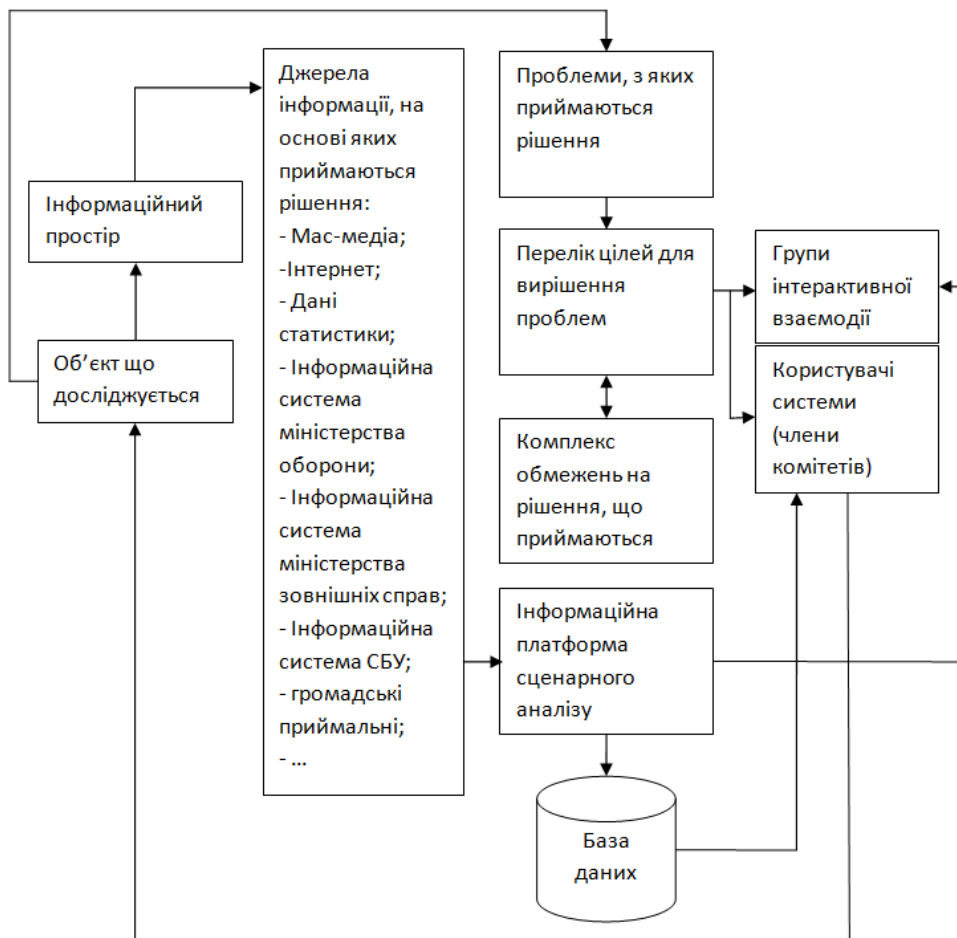 Інформаційний
простір
Об’єкт що
досліджується
Джерела
інформації, на
основі яких
приймаються
рішення:
- Мас-медіа;
-Інтернет;
- Дані
статистики;
- Інформаційна
система
міністерства
оборони;
- Інформаційна
система
міністерства
зовнішніх справ;
- Інформаційна
система СБУ;
- громадські
приймальні;
- ...
Проблеми, з яких
приймаються
рішення
Перелік цілей для
вирішення
проблем
Комплекс
обмежень на
рішення, що
приймаються
Інформаційна
платформа
сценарного
аналізу
База
даних
Групи
інтерактивної
взаємодії
Користувачі
системи
(члени
комітетів)